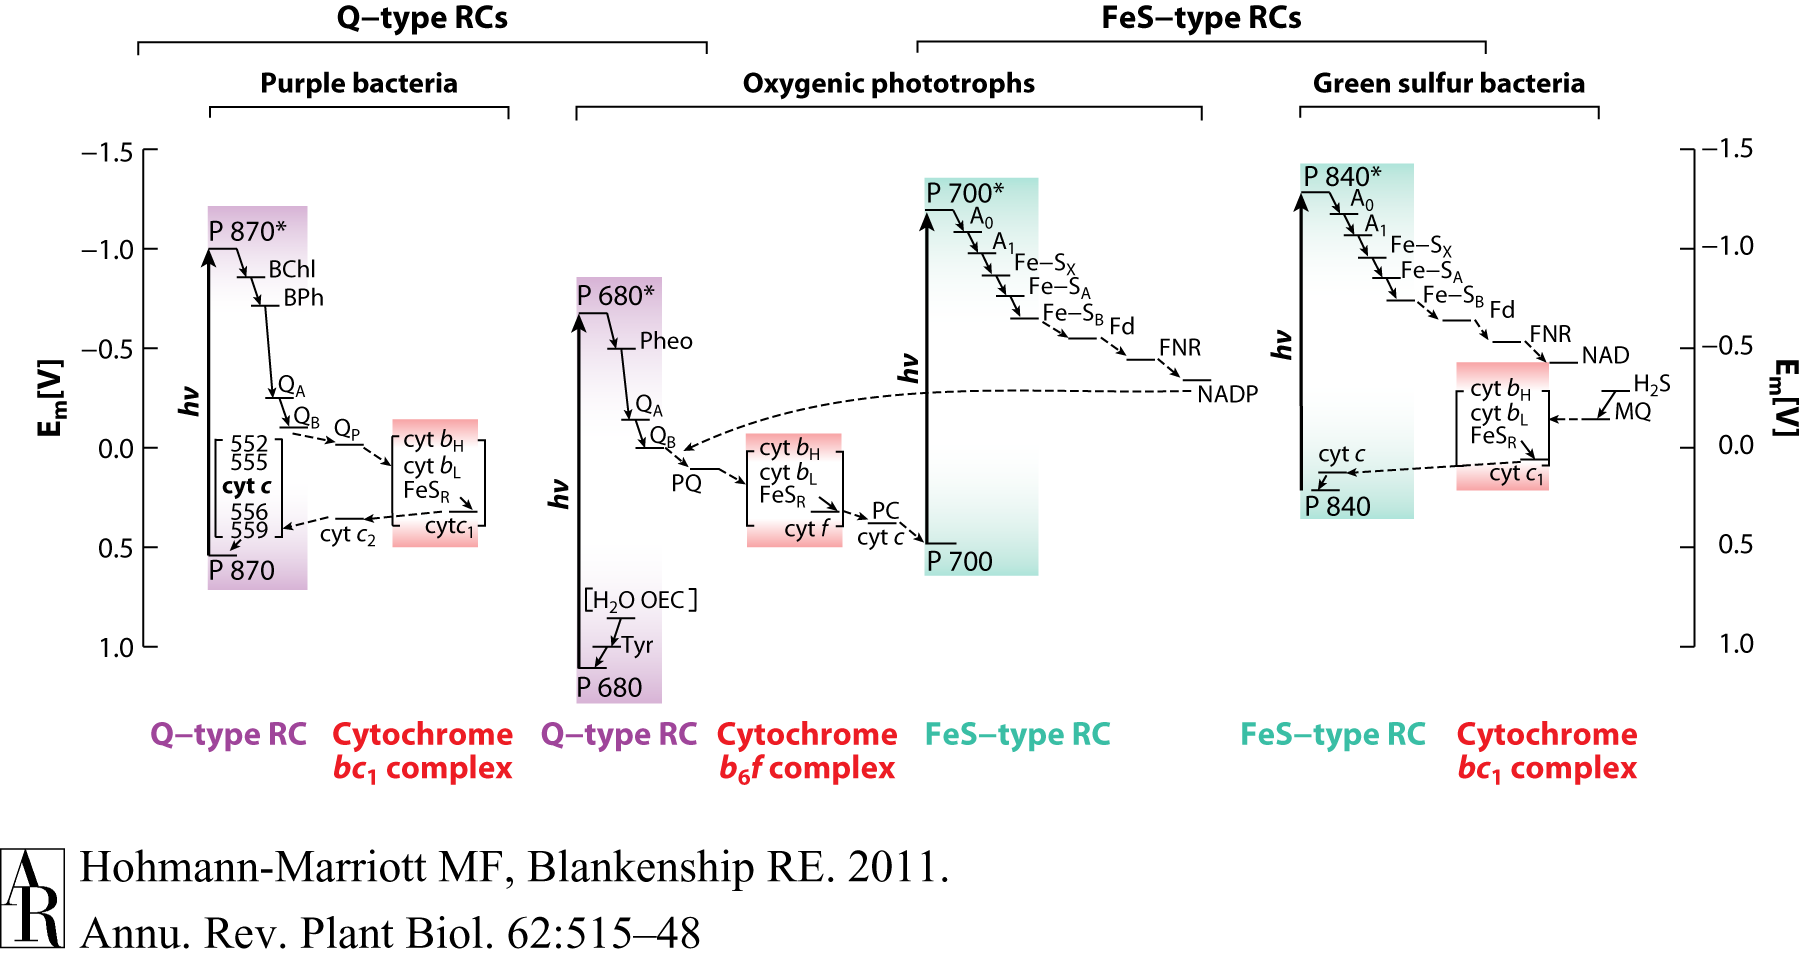 Q–type RCs
FeS–type RCs
Purple bacteria
Oxygenic phototrophs
Green sulfur bacteria
Em[V]
–1.5
–1.0
–0.5
0.0
0.5
1.0
P 870*
BChl
BPh
hν
QA
QB
QP
552
555
cyt c
556
559
P 870
cyt c2
cyt bH
cyt bL
FeSR
cytc1
P 680*
Pheo
hν
QA
QB
PQ
[H2O OEC]
Tyr
P 680
cyt bH
cyt bL
FeSR
cyt f
PC
cyt c
P 700*
A0
A1
Fe–SX
Fe–SA
Fe–SB
Fd
FNR
NADP
hν
P 700
P 840*
A0
A1
Fe–SX
Fe–SA
Fe–SB
Fd
FNR
NAD
hν
H2S
MQ
cyt bH
cyt bL
FeSR
cyt c1
cyt c
P 840
–1.5
–1.0
–0.5
0.0
0.5
1.0
Em[V]
Q–type RC
Cytochrome
bc1 complex
Q–type RC
Cytochrome
b6f complex
FeS–type RC
FeS–type RC
Cytochrome
bc1 complex
AR
Hohmann-Marriott MF, Blankenship RE. 2011.
Annu. Rev. Plant Biol. 62:515–48